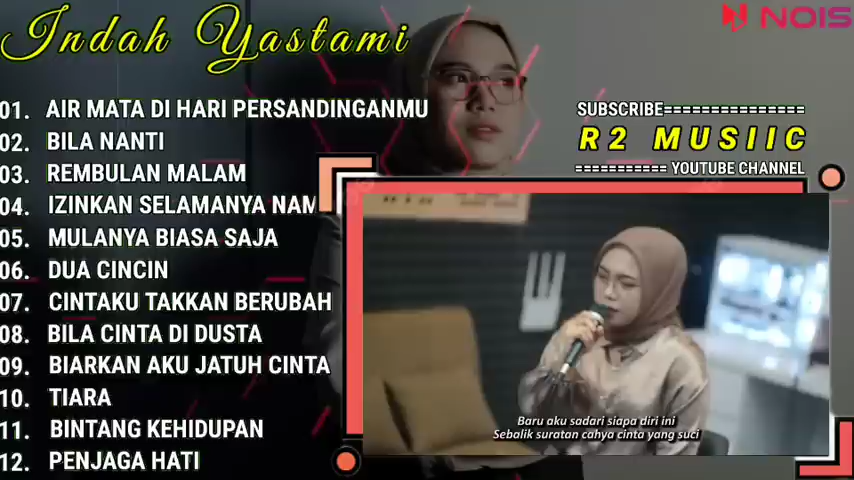 Indah Yastami
NOIS
01. AIR MATA DI HARI PERSANDINGANMU
02. BILA NANTI
03. REMBULAN MALAM
04. IZINKAN SELAMANYA NAM
05. MULANYA BIASA SAJA
06. DUA CINCIN
07. CINTAKU TAKKAN BERUBAH
08. BILA CINTA DI DUSTA
09. BIARKAN AKU JATUH CINTA
10. TIARA
11. BINTANG KEHIDUPAN
12. PENJAGA HATI
SUBSCRIBE===============
R2 MUSIIC
=========== YOUTUBE CHANNEL
Baru aku sadari siapa diri ini
Sebalik suratan cahya cinta yang suci